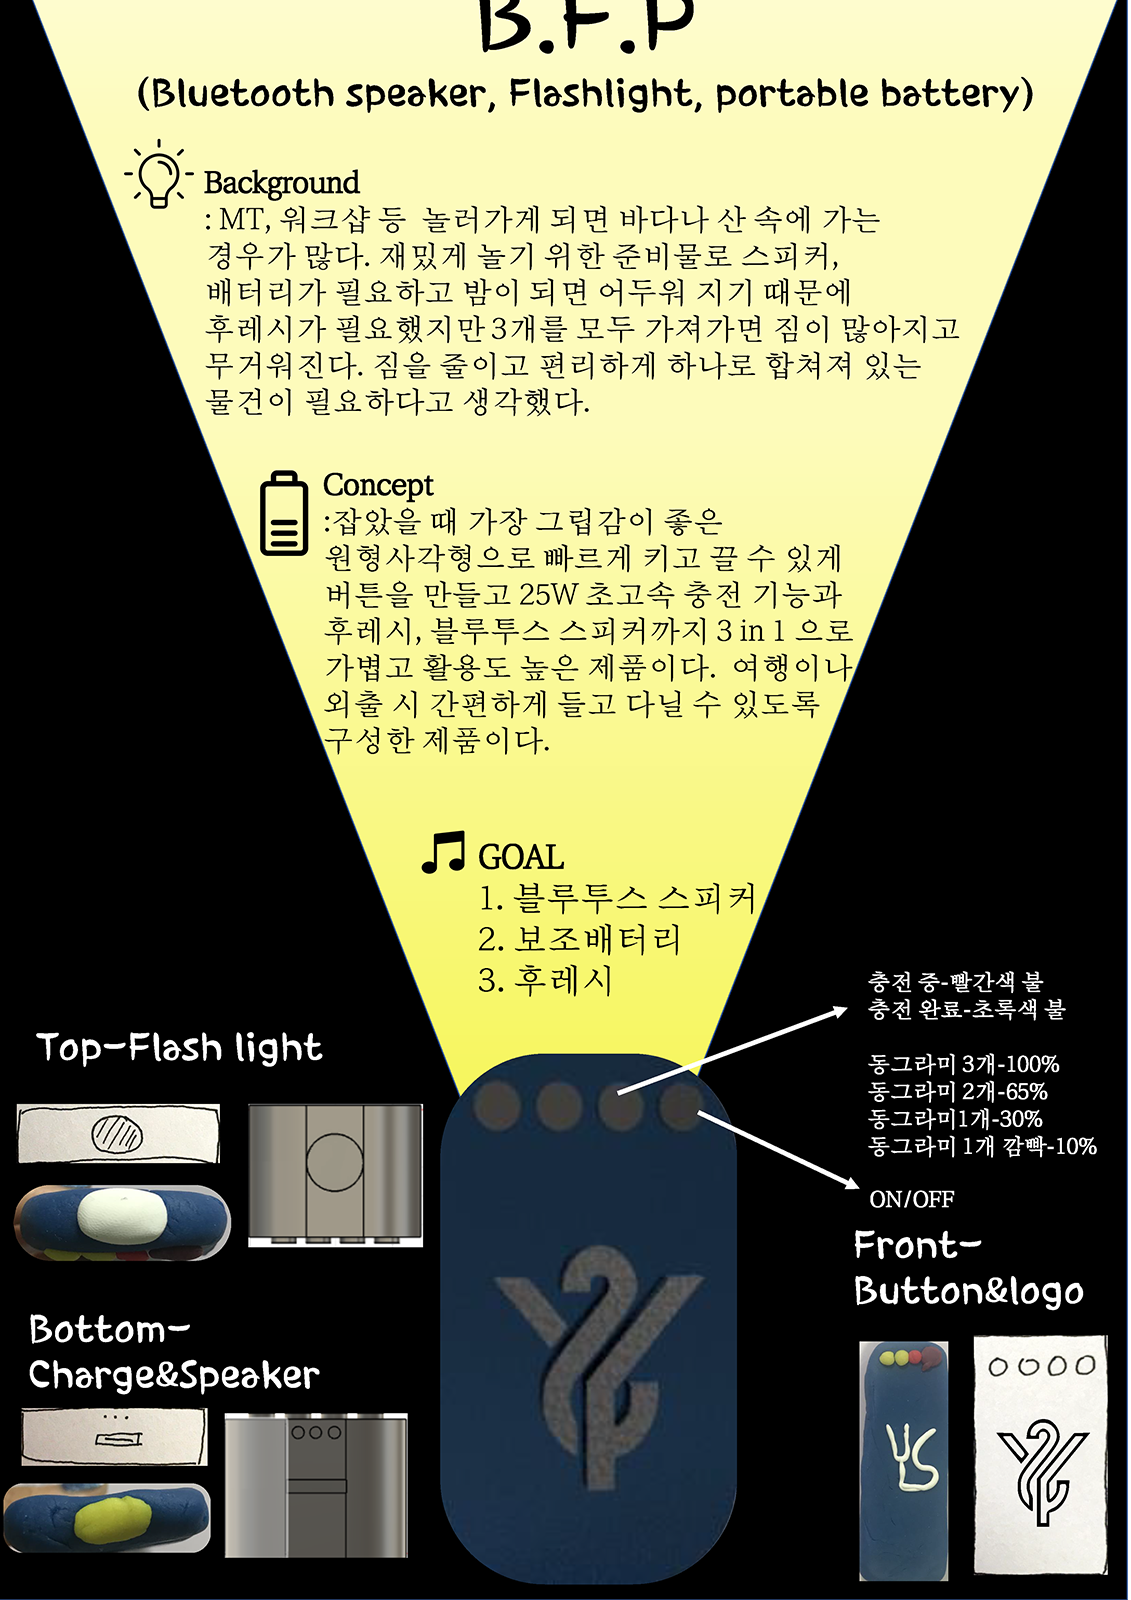 B.F.P
(Bluetooth speaker, Flashlight, portable battery)
Background
: MT, 워크샵 등 놀러가게 되면 바다나 산 속에 가는
경우가 많다. 재밌게 놀기 위한 준비물로 스피커,
배터리가 필요하고 밤이 되면 어두워 지기 때문에
후레시가 필요했지만 3개를 모두 가져가면 짐이 많아지고
무거워진다. 짐을 줄이고 편리하게 하나로 합쳐져 있는
물건이 필요하다고 생각했다.
Concept
:잡았을 때 가장 그립감이 좋은
원형사각형으로 빠르게 키고 끌 수 있게
버튼을 만들고 25W 초고속 충전 기능과
후레시, 블루투스 스피커까지 3 in 1 으로
가볍고 활용도 높은 제품이다. 여행이나
외출 시 간편하게 들고 다닐 수 있도록
구성한 제품이다.
GOAL
1. 블루투스 스피커
2. 보조배터리
3. 후레시
충전 중-빨간색 불
충전 완료-초록색 불
동그라미 3개-100%
동그라미 2개-65%
동그라미1개-30%
동그라미 1개 깜빡-10%
ON/OFF
Top-Flash light
Front-
Button&logo
Bottom-
Charge&Speaker